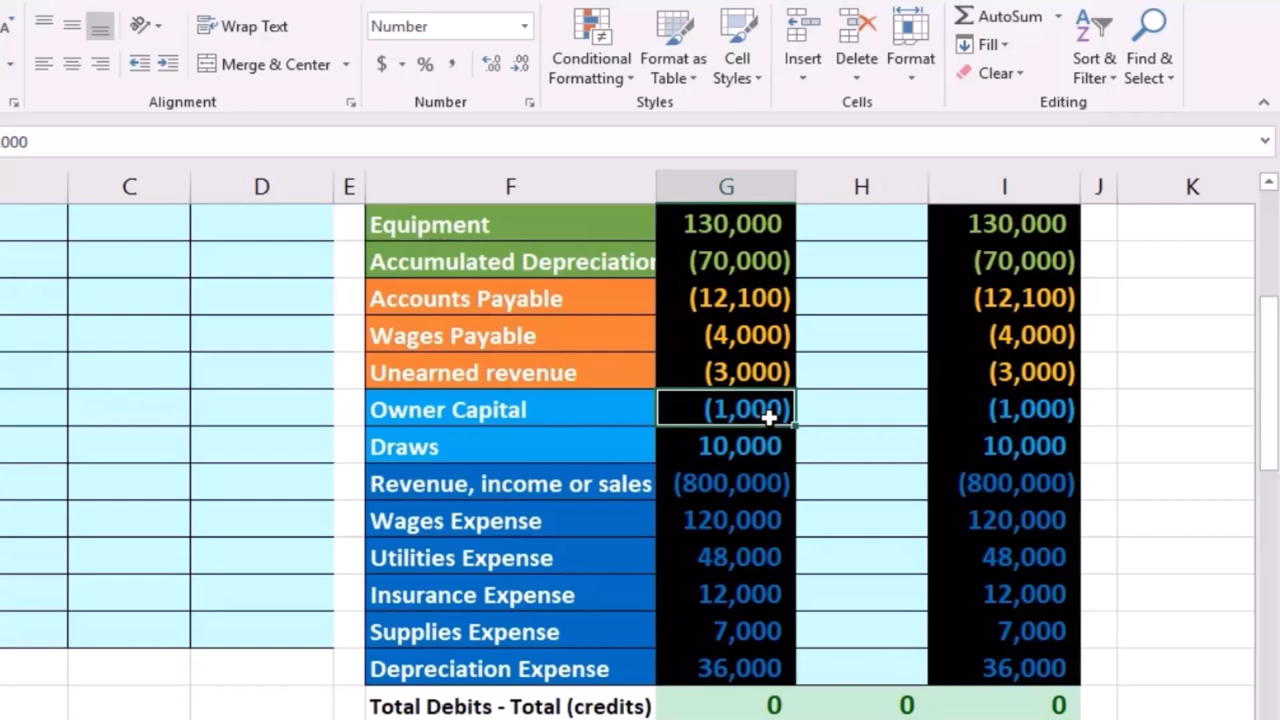 Wrap Text Number AutoSum
Merge & Center $ % , Conditional Formatting Format as Table Cell Styles Insert Delete Format Fill Clear Sort & Filter Find & Select
Alignment Number Styles Cells Editing
000
C D E F G H I J K
Equipment 130,000 130,000
Accumulated Depreciation (70,000) (70,000)
Accounts Payable (12,100) (12,100)
Wages Payable (4,000) (4,000)
Unearned revenue (3,000) (3,000)
Owner Capital (1,000) (1,000)
Draws 10,000 10,000
Revenue, income or sales (800,000) (800,000)
Wages Expense 120,000 120,000
Utilities Expense 48,000 48,000
Insurance Expense 12,000 12,000
Supplies Expense 7,000 7,000
Depreciation Expense 36,000 36,000
Total Debits - Total (credits) 0 0 0